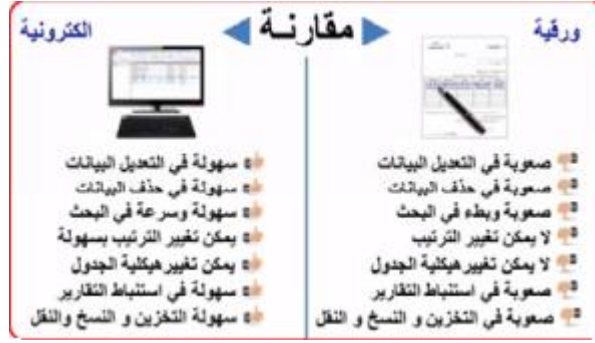 مقارنة
ورقية
صعوبة في التعديل البيانات
صعوبة في حذف البيانات
صعوبة وبطء في البحث
لا يمكن تغيير الترتيب
لا يمكن تغيير هيكلية الجدول
صعوبة في استنباط التقارير
صعوبة في التخزين و النسخ و النقل
الكترونية
سهولة في التعديل البيانات
سهولة في حذف البيانات
سهولة وسرعة في البحث
يمكن تغيير الترتيب بسهولة
يمكن تغيير هيكلية الجدول
سهولة في استنباط التقارير
سهولة التخزين و النسخ والنقل